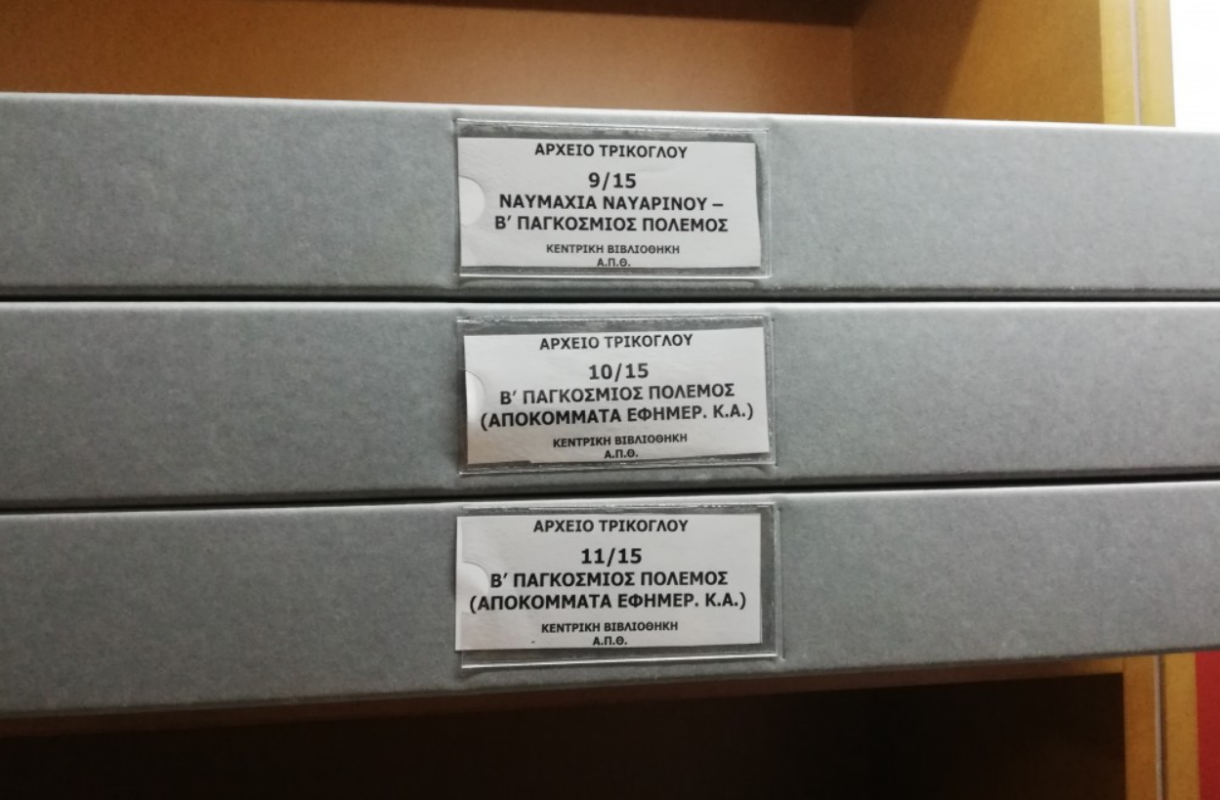 ΑΡΧΕΙΟ ΤΡΙΚΟΓΛΟΥ
9/15
ΝΑΥΜΑΧΙΑ ΝΑΥΑΡΙΝΟΥ –
Β’ ΠΑΓΚΟΣΜΙΟΣ ΠΟΛΕΜΟΣ
ΚΕΝΤΡΙΚΗ ΒΙΒΛΙΟΘΗΚΗ
Α.Π.Θ.
ΑΡΧΕΙΟ ΤΡΙΚΟΓΛΟΥ
10/15
Β’ ΠΑΓΚΟΣΜΙΟΣ ΠΟΛΕΜΟΣ
(ΑΠΟΚΟΜΜΑΤΑ ΕΦΗΜΕΡ. Κ.Α.)
ΚΕΝΤΡΙΚΗ ΒΙΒΛΙΟΘΗΚΗ
Α.Π.Θ.
ΑΡΧΕΙΟ ΤΡΙΚΟΓΛΟΥ
11/15
Β’ ΠΑΓΚΟΣΜΙΟΣ ΠΟΛΕΜΟΣ
(ΑΠΟΚΟΜΜΑΤΑ ΕΦΗΜΕΡ. Κ.Α.)
ΚΕΝΤΡΙΚΗ ΒΙΒΛΙΟΘΗΚΗ
Α.Π.Θ.